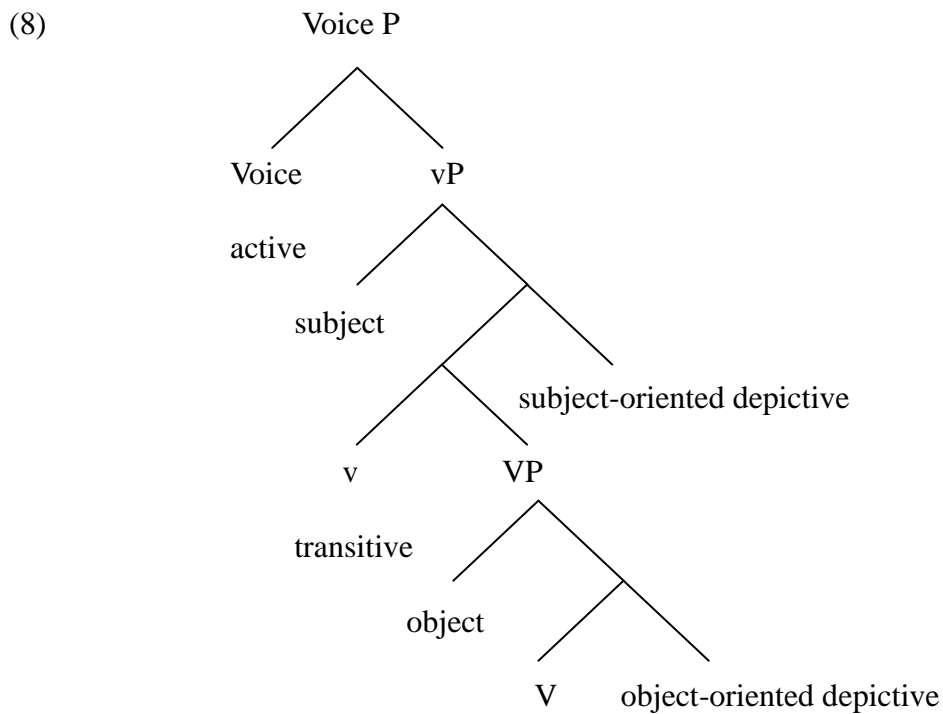 (8) Voice P
Voice vP
active
subject
subject-oriented depictive
v VP
transitive
object
V object-oriented depictive